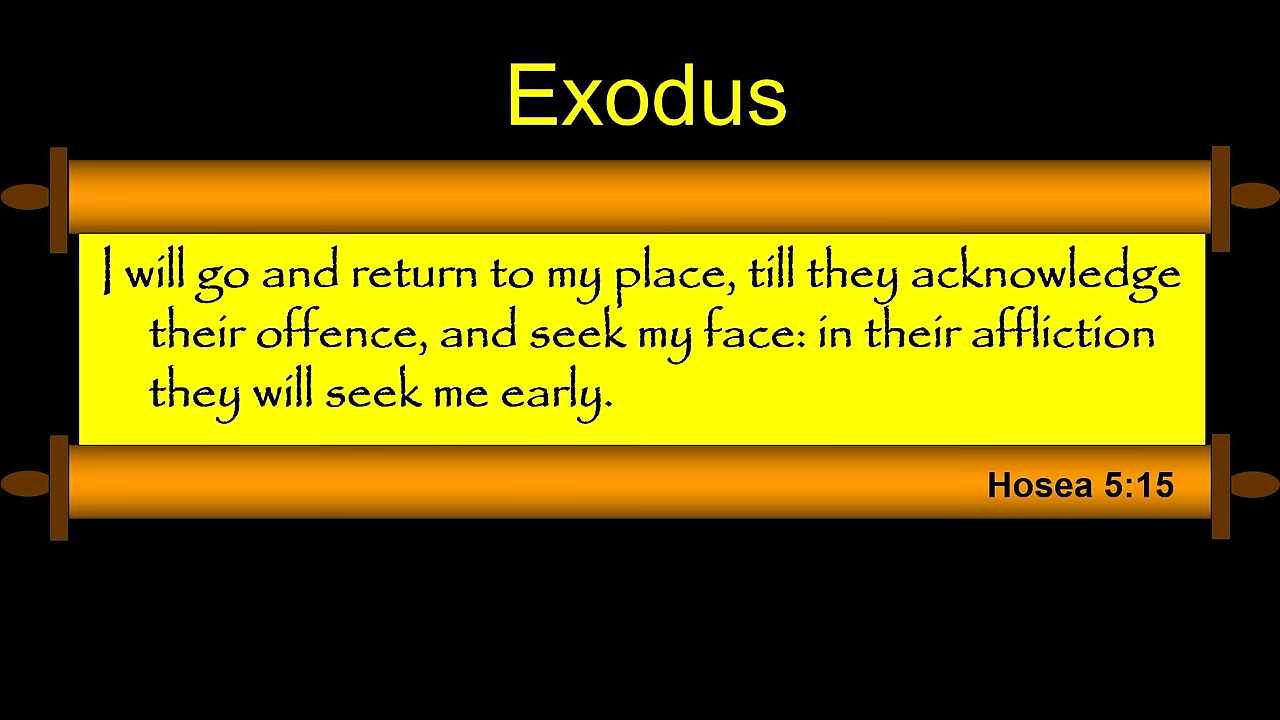 Exodus
I will go and return to my place, till they acknowledge
their offence, and seek my face: in their affliction
they will seek me early.
Hosea 5:15